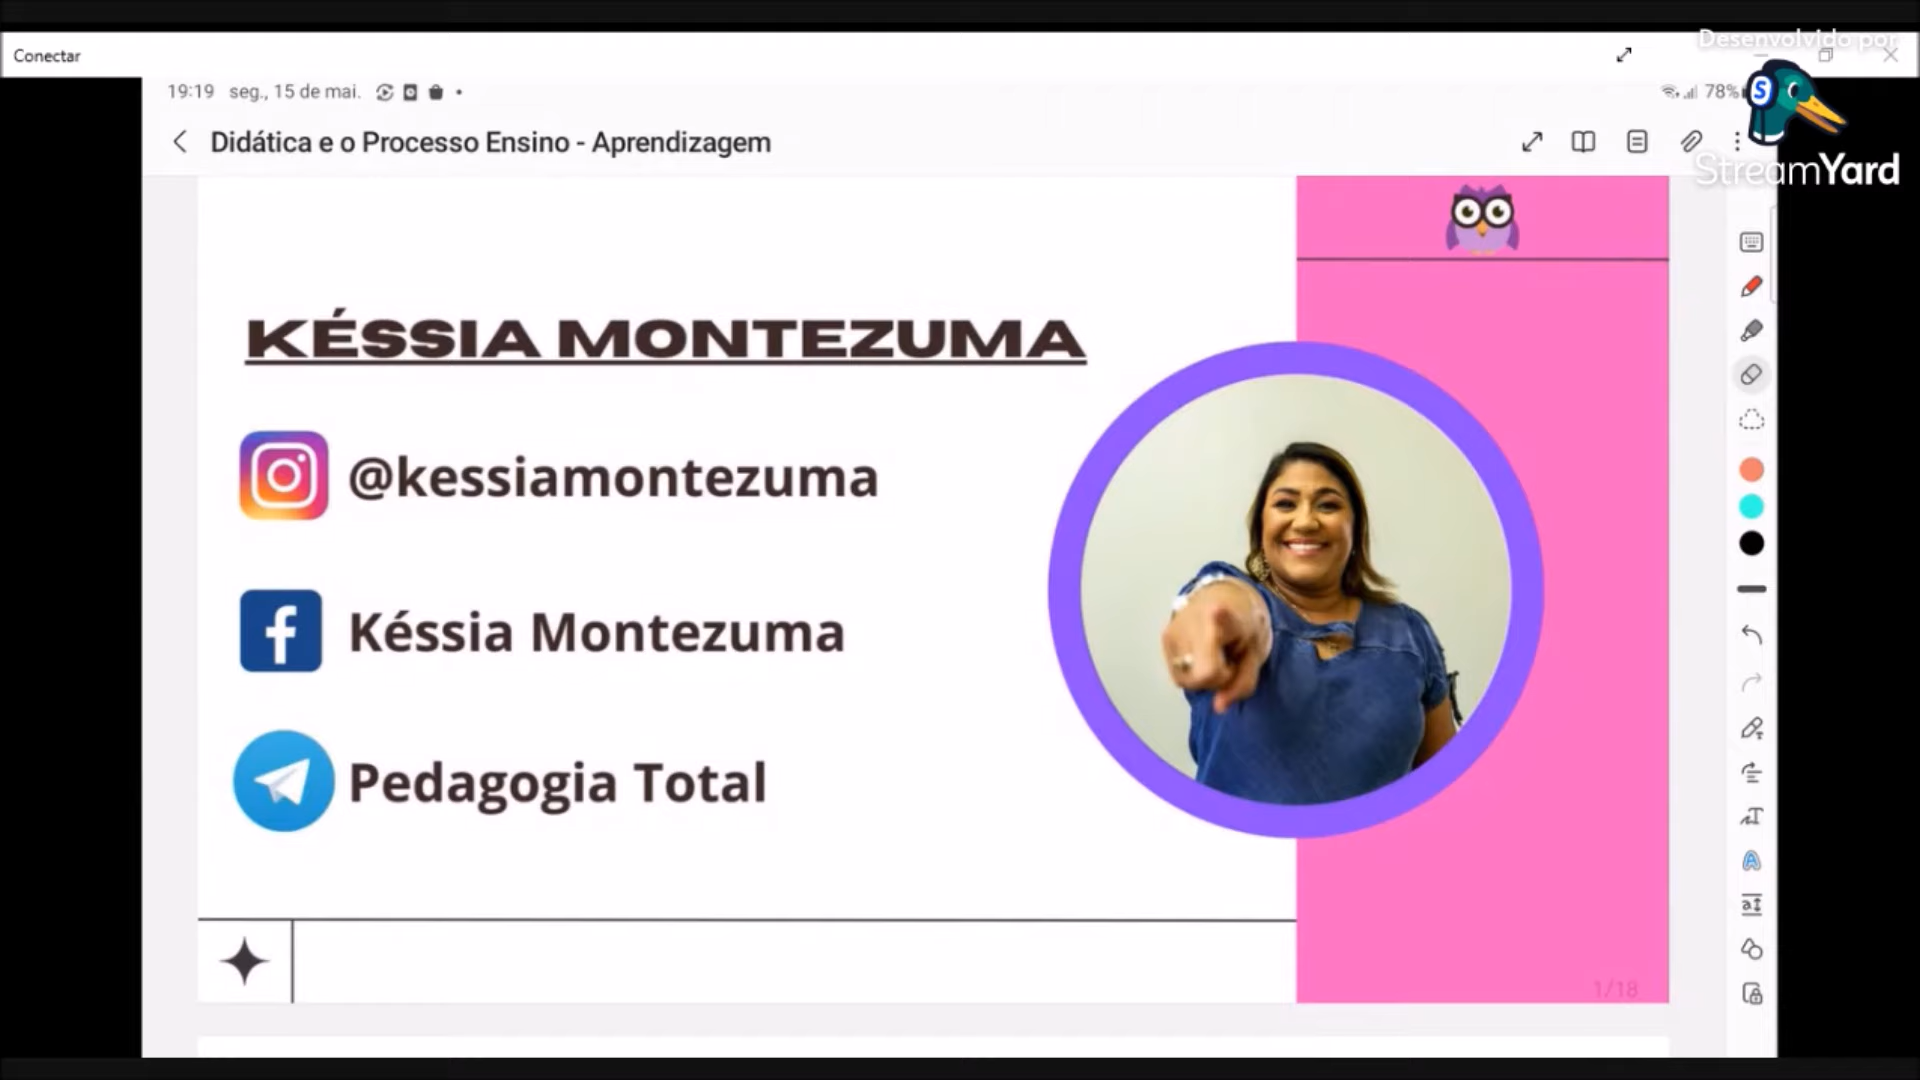 Desenvolvido por
Conectar
19:19 seg., 15 de mai.
78%
Didática e o Processo Ensino - Aprendizagem
StreamYard
KÉSSIA MONTEZUMA
@kessiamontezuma
Késsia Montezuma
Pedagogia Total
1/18